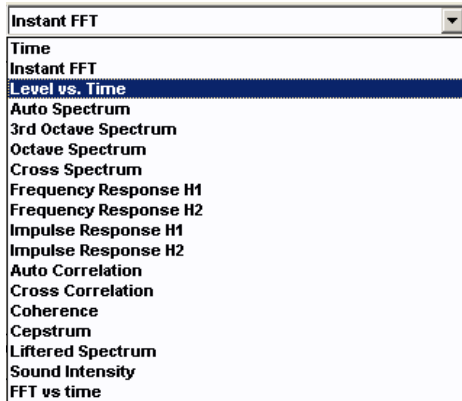 Instant FFT
Time
Instant FFT
Level vs. Time
Auto Spectrum
3rd Octave Spectrum
Octave Spectrum
Cross Spectrum
Frequency Response H1
Frequency Response H2
Impulse Response H1
Impulse Response H2
Auto Correlation
Cross Correlation
Coherence
Cepstrum
Liftered Spectrum
Sound Intensity
FFT vs time